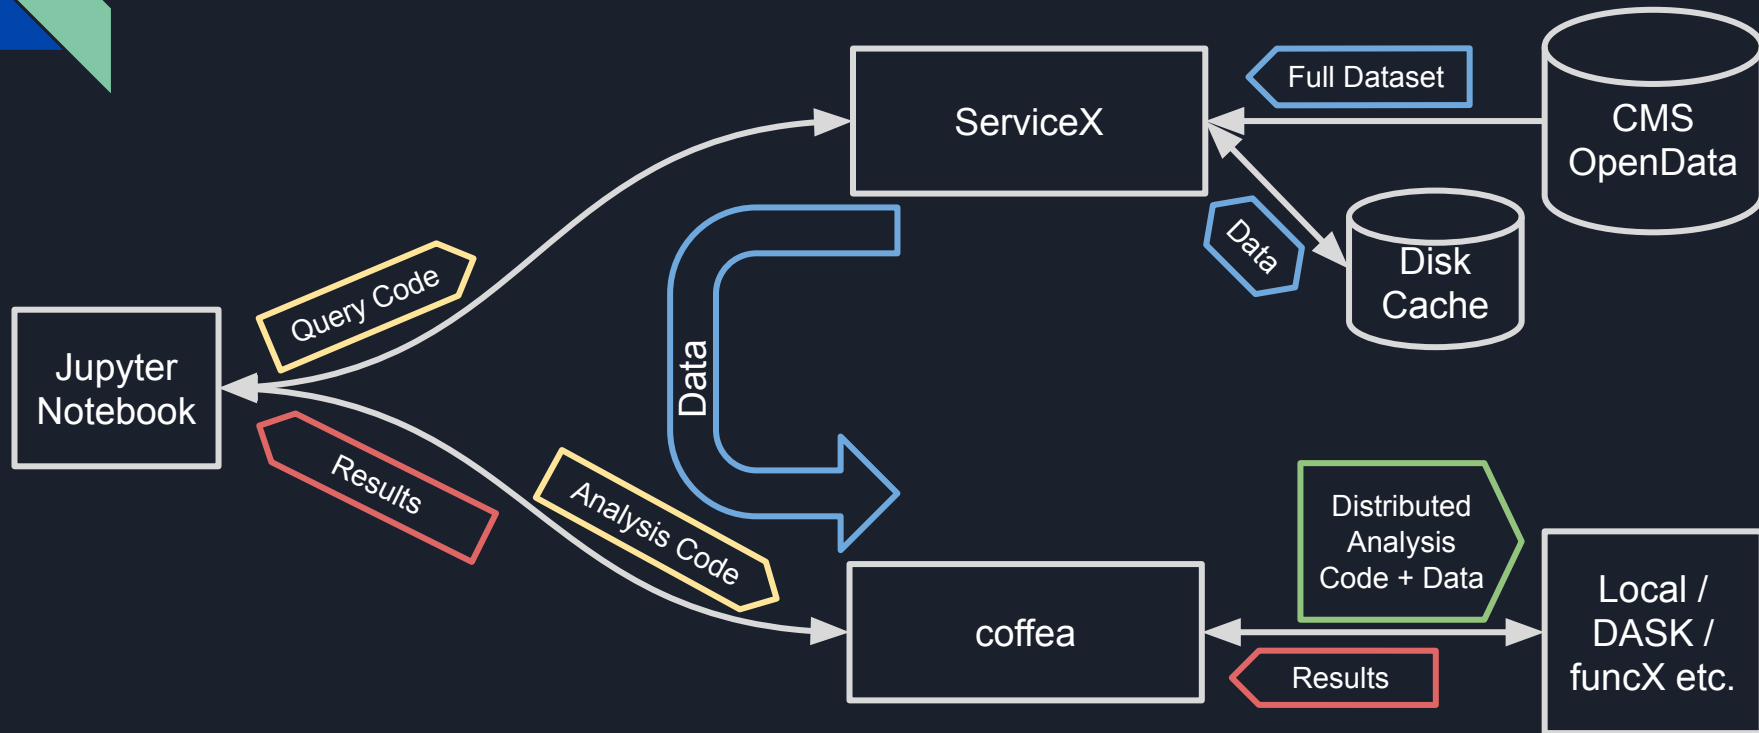 Full Dataset
ServiceX
CMS
OpenData
Data
Disk
Cache
Query Code
Jupyter
Notebook
Data
Results
Analysis Code
Distributed
Analysis
Code + Data
coffea
Local /
DASK /
funcX etc.
Results